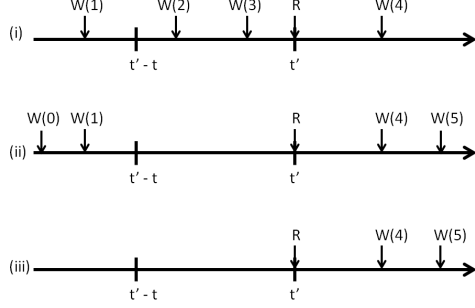 W(1) W(2) W(3) R W(4)
(i)
t' - t t'
W(0) W(1) R W(4) W(5)
(ii)
t' - t t'
R W(4) W(5)
(iii)
t' - t t'